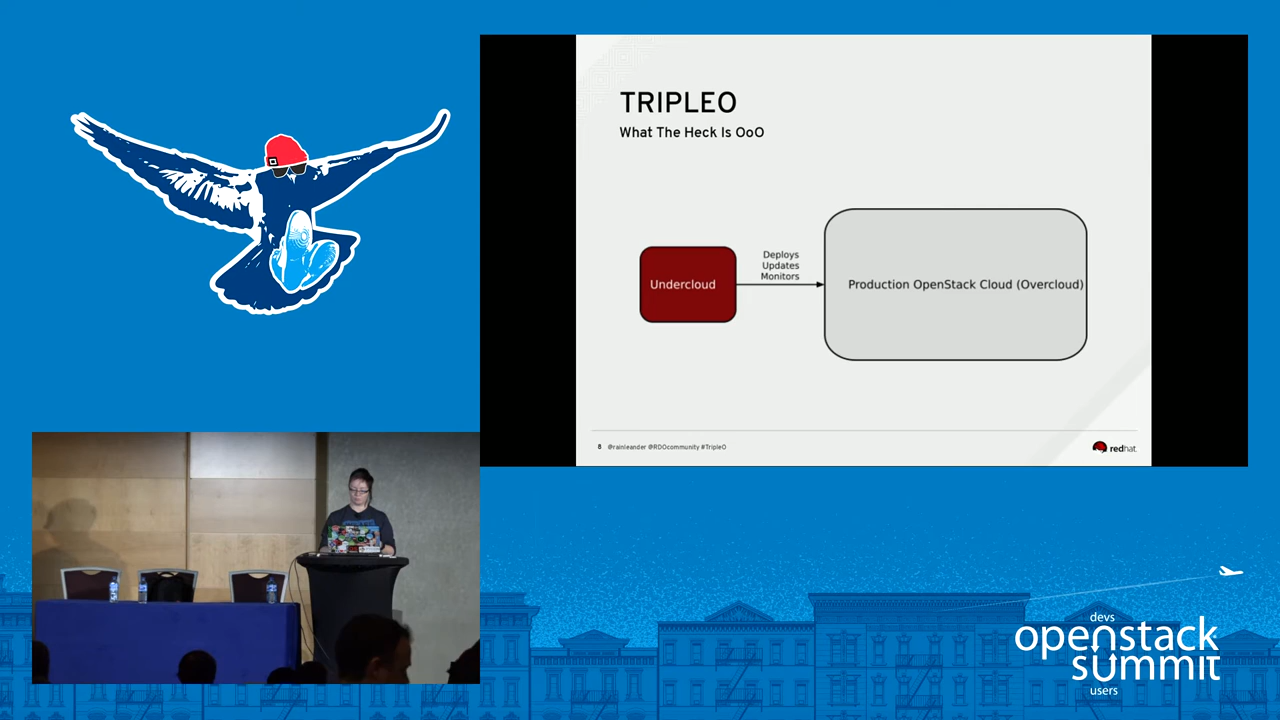 TRIPLEO
What The Heck Is OoO
Undercloud
Deploys
Updates
Monitors
Production OpenStack Cloud (Overcloud)
8 @rainleander @RDOcommunity #TripleO
redhat.
devs
openstack
summit
users